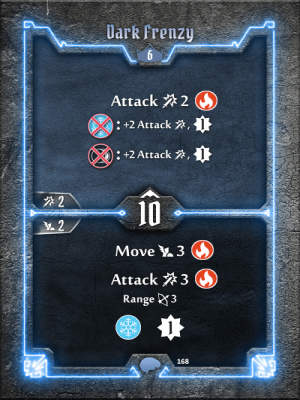 Dark Frenzy
6
Attack 2
: +2 Attack , 1
: +2 Attack , 1
2
10
2
Move 3
Attack 3
Range 3
1
168